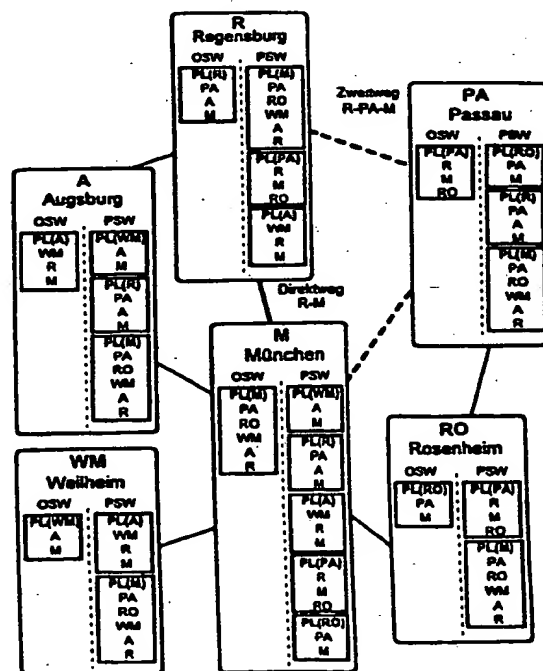 R
Regensburg
OSW PSW
PL(R)
PA
A
M
PL(M)
PA
RO
WM
A
R
PL(PA)
R
M
RO
PL(A)
WM
R
M
Zweitweg
R-PA-M
PA
Passau
OSW PSW
PL(PA)
R
M
RO
PL(RO)
PA
M
PL(R)
PA
A
M
PL(M)
PA
RO
WM
A
R
A
Augsburg
OSW PSW
PL(A)
WM
R
M
PL(WM)
A
M
PL(R)
PA
A
M
PL(M)
PA
RO
WM
A
R
Direktweg
R-M
M
München
OSW PSW
PL(M)
PA
RO
WM
A
R
PL(WM)
A
M
PL(R)
PA
A
M
PL(A)
WM
R
M
PL(PA)
R
M
RO
PL(RO)
PA
M
WM
Weilheim
OSW PSW
PL(WM)
A
M
PL(A)
WM
R
M
PL(M)
PA
RO
WM
A
R
RO
Rosenheim
OSW PSW
PL(RO)
PA
M
PL(PA)
R
M
RO
PL(M)
PA
RO
WM
A
R